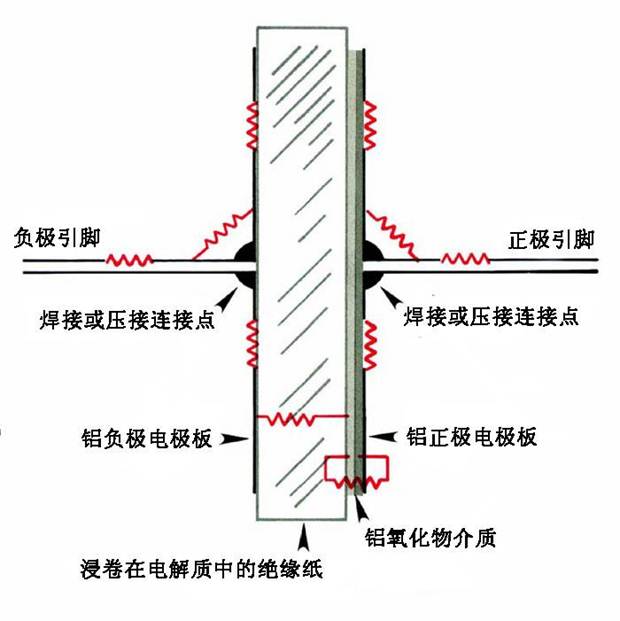 负极引脚
正极引脚
焊接或压接连接点
焊接或压接连接点
铝负极电极板
铝正极电极板
铝氧化物介质
浸卷在电解质中的绝缘纸